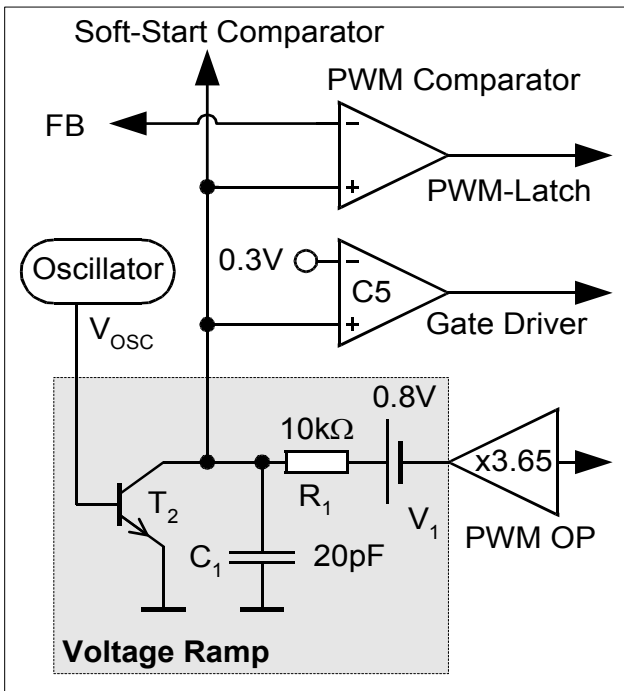 Soft-Start Comparator
PWM Comparator
FB
−
+
PWM-Latch
Oscillator
0.3V
−
C5
+
Gate Driver
VOSC
0.8V
10kΩ
x3.65
T2
R1
V1
PWM OP
C1
20pF
Voltage Ramp